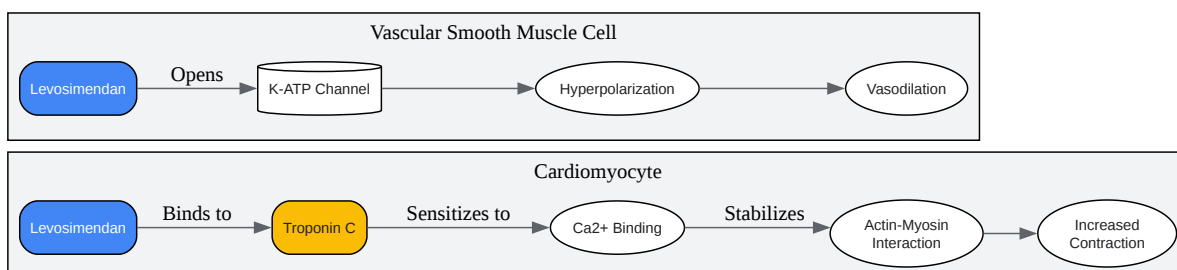 Vascular Smooth Muscle Cell
Levosimendan
Opens
K-ATP Channel
Hyperpolarization
Vasodilation
Cardiomyocyte
Levosimendan
Binds to
Troponin C
Sensitizes to
Ca2+ Binding
Stabilizes
Actin-Myosin
Interaction
Increased
Contraction